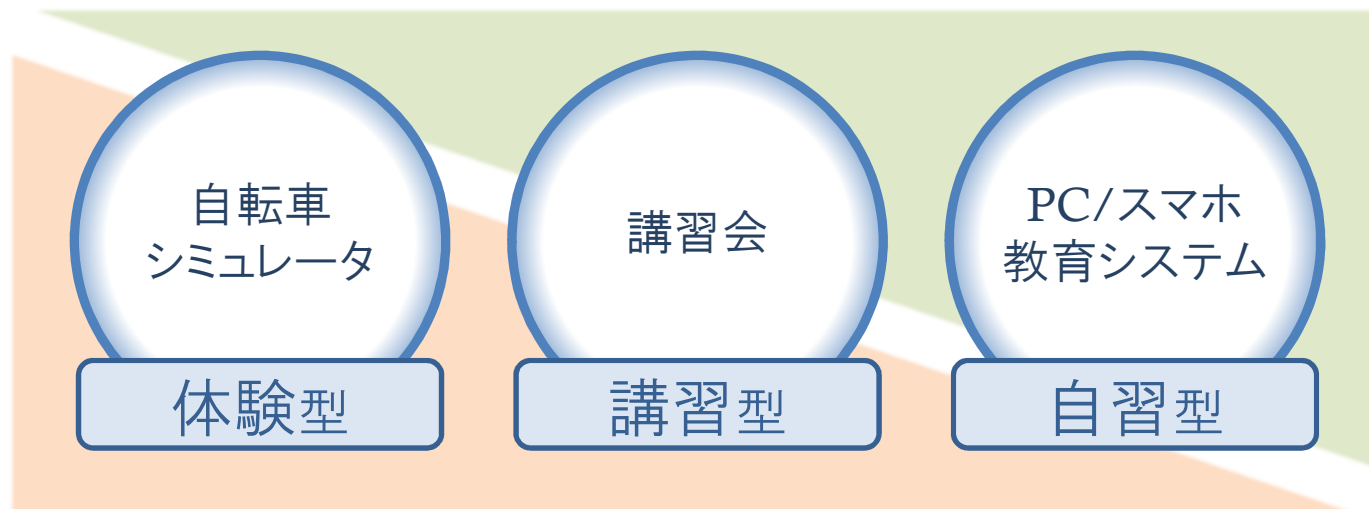 自転車
シミュレータ
体験型
講習会
講習型
PC/スマホ
教育システム
自習型